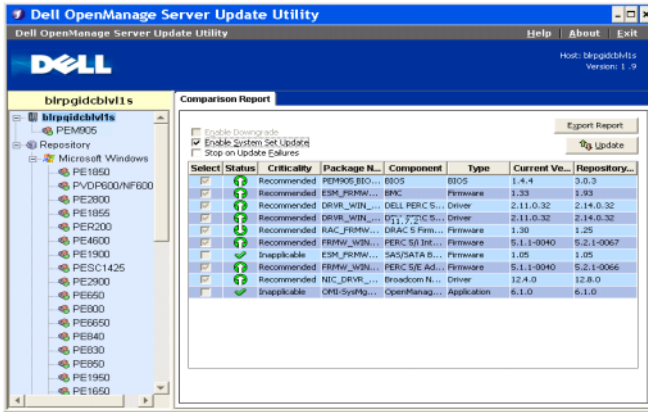 Dell OpenManage Server Update Utility
Dell OpenManage Server Update Utility Help About Exit
DELL
Host: blrpgidcblvl1s
Version: 1 .9
blrpgidcblvl1s
Comparison Report
blrpgidcblvl1s
PEM905
Repository
Microsoft Windows
PE1850
PVDP600/NF600
PE2800
PE1855
PER200
PE4600
PE1900
PESC1425
PE2900
PE650
PE800
PE6650
PE840
PE830
PE850
PE1950
PE1650
Enable Downgrade
Enable System Set Update
Stop on Update Failures
Export Report
Update
Select Status Criticality Package N... Component Type Current Ve... Repository...
Recommended PEM905_BIO... BIOS BIOS 1.4.4 3.0.3
Recommended ESM_FRMW... BMC Firmware 1.33 1.93
Recommended DRVR_WIN_... DELL PERC 5... Driver 2.11.0.32 2.14.0.32
Recommended DRVR_WIN_... 11.7.2 PERC 5... Driver 2.11.0.32 2.14.0.32
Recommended RAC_FRMW... DRAC 5 Firm... Firmware 1.30 1.25
Recommended FRMW_WIN... PERC 5/i Int... Firmware 5.1.1-0040 5.2.1-0067
Inapplicable ESM_FRMW... SAS/SATA B... Firmware 1.05 1.05
Recommended FRMW_WIN... PERC 5/E Ad... Firmware 5.1.1-0040 5.2.1-0066
Recommended NIC_DRVR_... Broadcom N... Driver 12.4.0 12.8.0
Inapplicable OMI-SysMg... OpenManag... Application 6.1.0 6.1.0